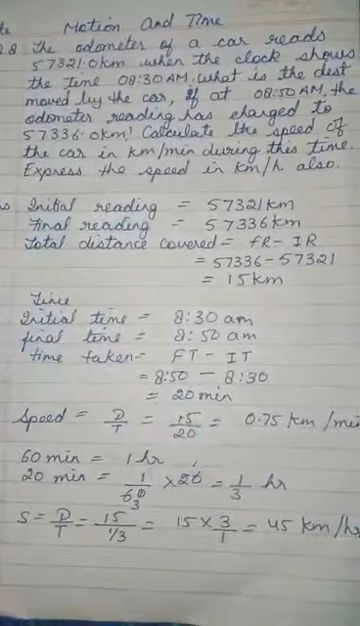 Motion And Time
Q.8 The odometer of a car reads
57321.0km when the clock shows
the time 08:30 AM. what is the dist
moved by the car, if at 08:50 AM, the
odometer reading has changed to
57336.0km? Calculate the speed of
the car in km/min during this time.
Express the speed in km/h also.
Initial reading = 57321km
Final reading = 57336km
Total distance covered = FR - IR
= 57336 - 57321
= 15km
Time
Initial time = 8:30 am
final time = 8:50 am
time taken = FT - IT
= 8:50 - 8:30
= 20 min
Speed = D/T = 15/20 = 0.75 km/min
60 min = 1 hr
20 min = 1/60 × 20 = 1/3 hr
S = D/T = 15/1/3 = 15 × 3/1 = 45 km/hr